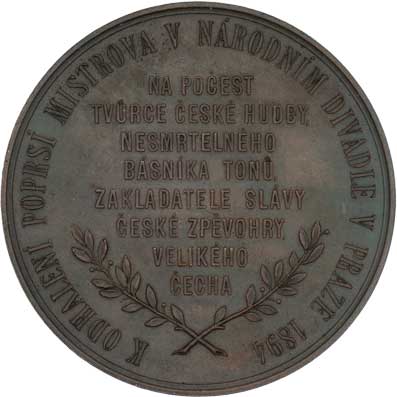 K ODHALENÍ POPRSÍ MISTROVA V NÁRODNÍM DIVADLE V PRAZE 1894
NA POČEST
TVŮRCE ČESKÉ HUDBY,
NESMRTELNÉHO
BÁSNÍKA TONŮ,
ZAKLADATELE SLÁVY
ČESKÉ ZPĚVOHRY,
VELIKÉHO
ČECHA